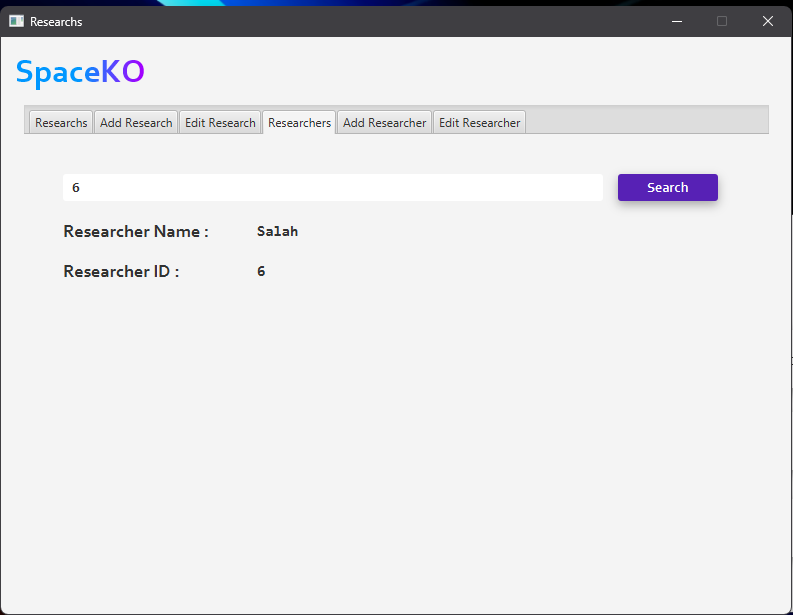 Researchs
SpaceKO
Researchs Add Research Edit Research Researchers Add Researcher Edit Researcher
6 Search
Researcher Name : Salah
Researcher ID : 6